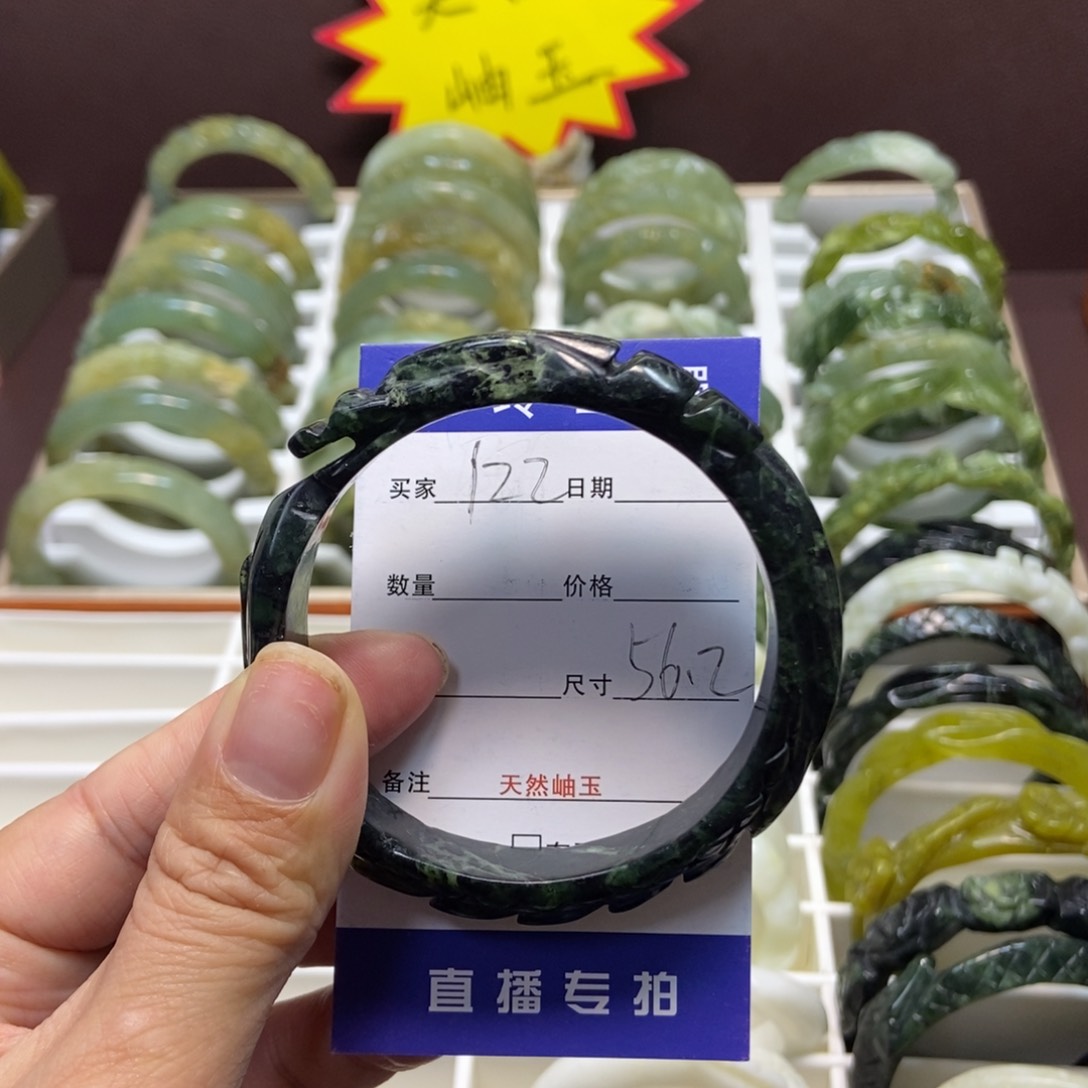 岫玉
买家 122 日期
数量 价格
尺寸 56.2
备注 天然岫玉
直播专拍